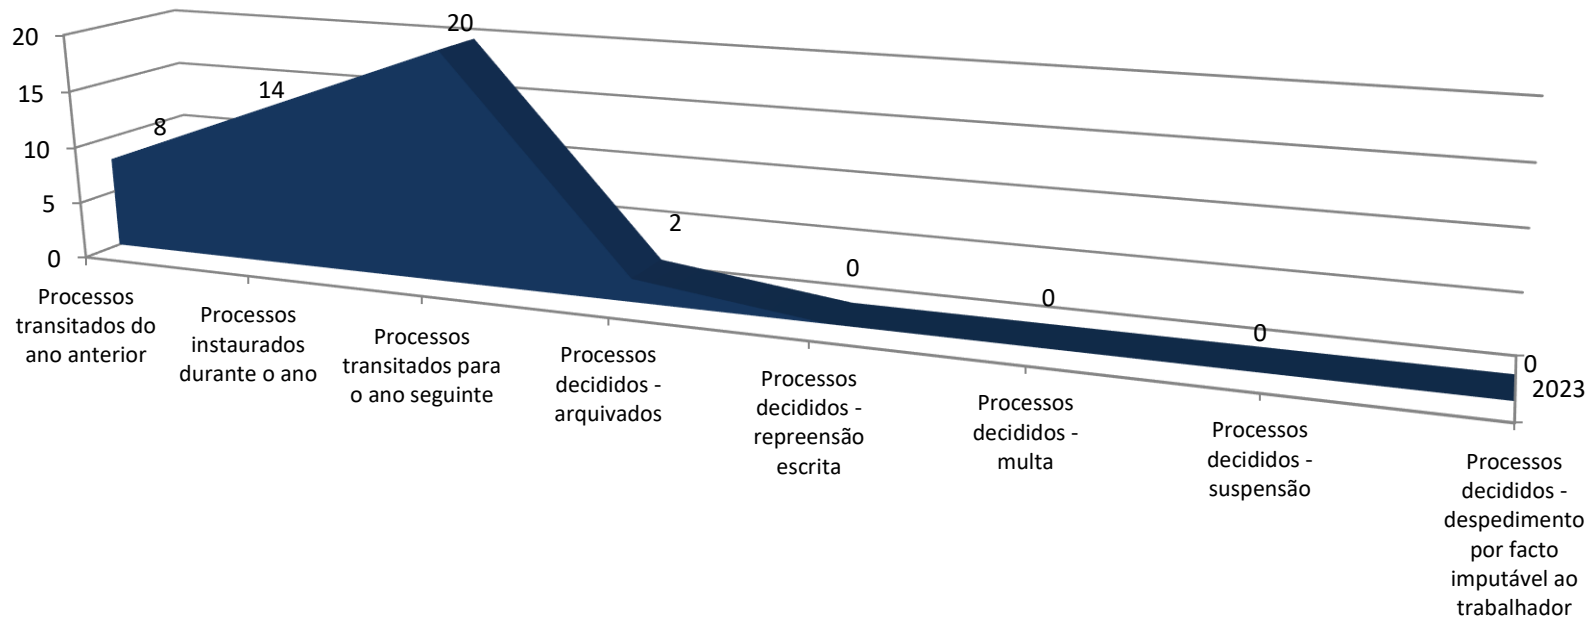 20
15
10
5
0
8
14
20
2
0
0
0
0
2023
Processos
transitados do
ano anterior
Processos
instaurados
durante o ano
Processos
transitados para
o ano seguinte
Processos
decididos -
arquivados
Processos
decididos -
repreensão
escrita
Processos
decididos -
multa
Processos
decididos -
suspensão
Processos
decididos -
despedimento
por facto
imputável ao
trabalhador